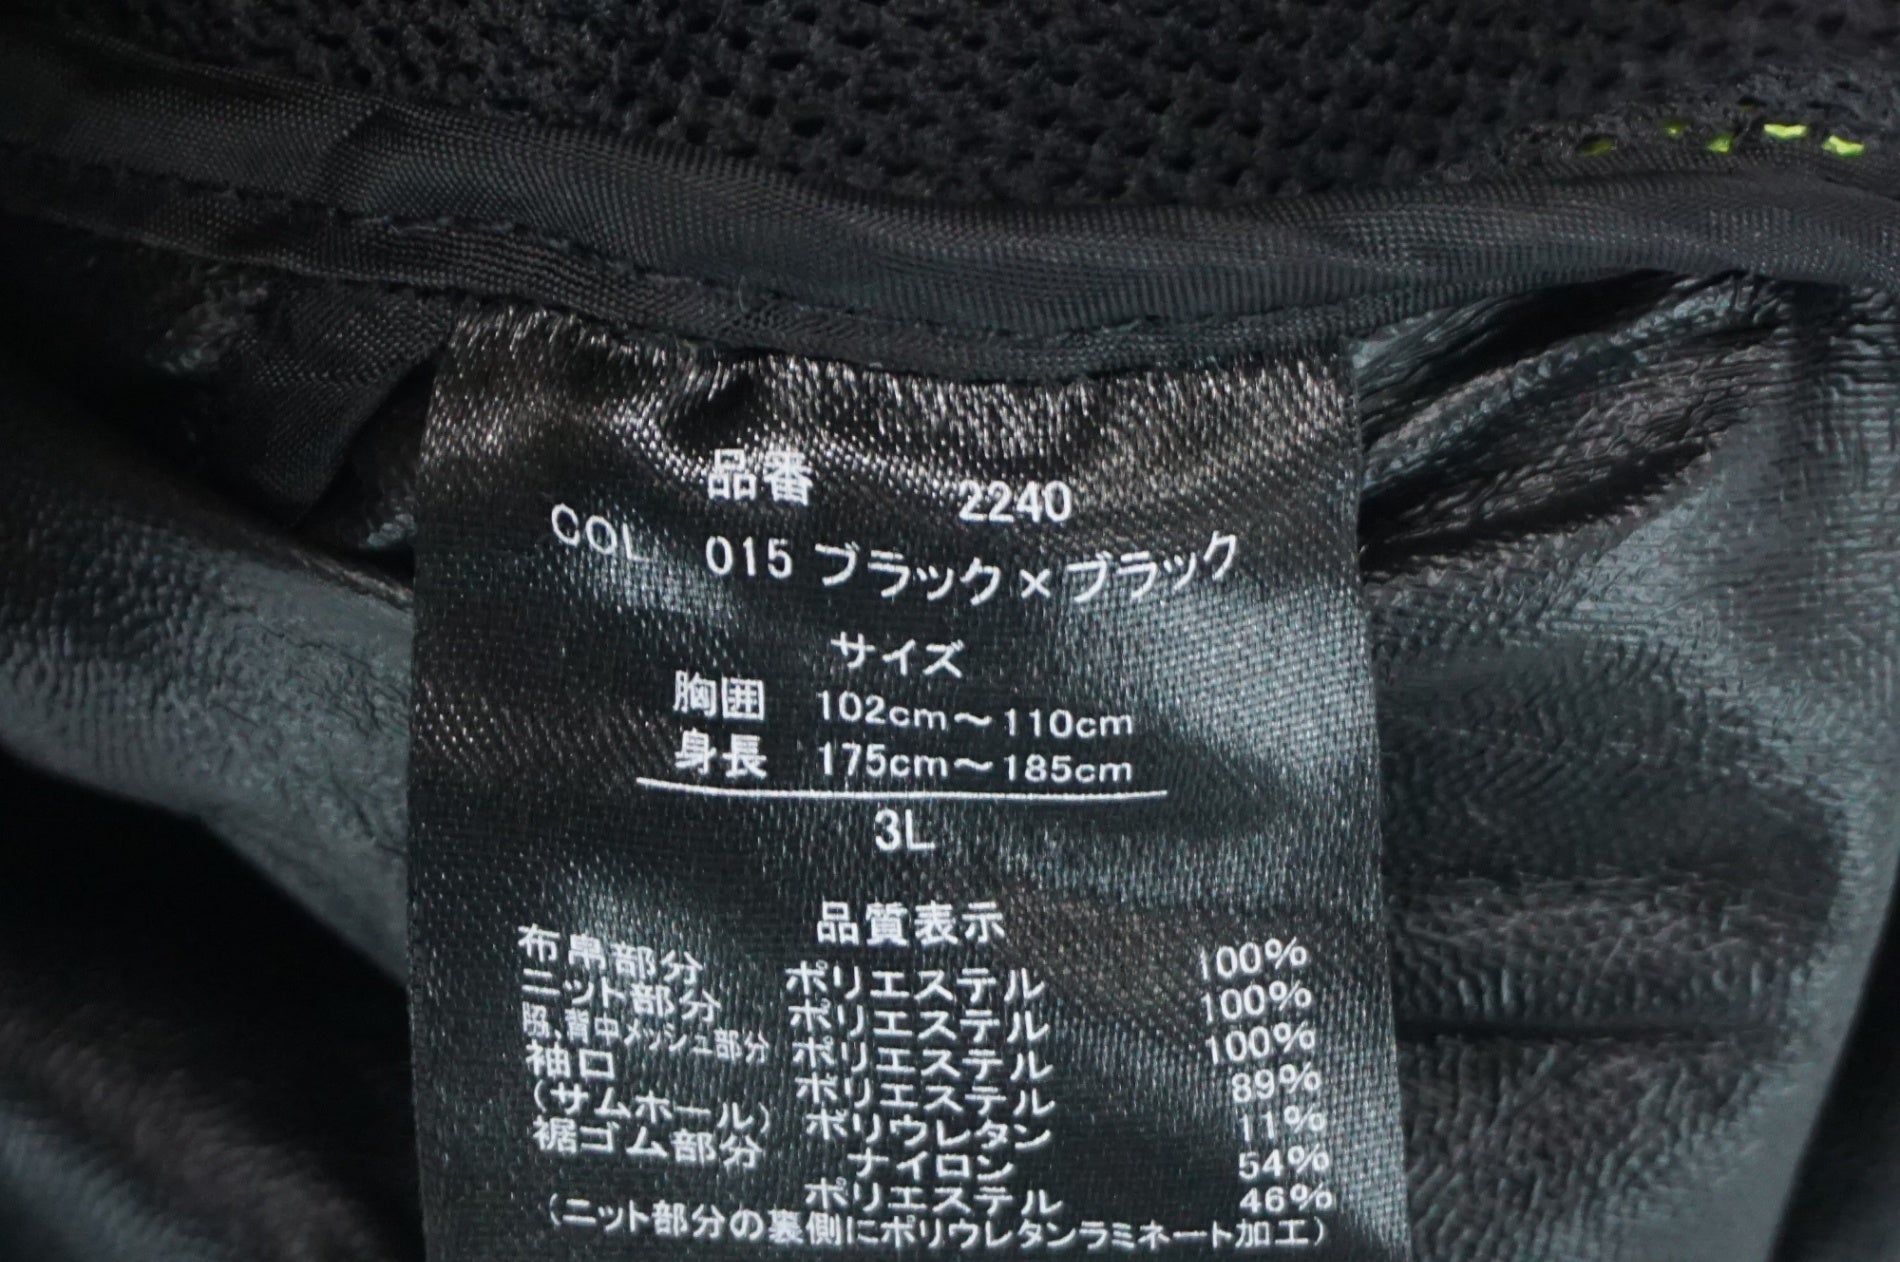 品番 2240
COL 015 ブラック×ブラック
サイズ
胸囲 102cm～110cm
身長 175cm～185cm
3L
品質表示
布帛部分 ポリエステル 100%
ニット部分 ポリエステル 100%
脇、背中メッシュ部分 ポリエステル 100%
袖口 ポリエステル 89%
(サムホール) ポリウレタン 11%
裾ゴム部分 ナイロン 54%
ポリエステル 46%
(ニット部分の裏側にポリウレタンラミネート加工)